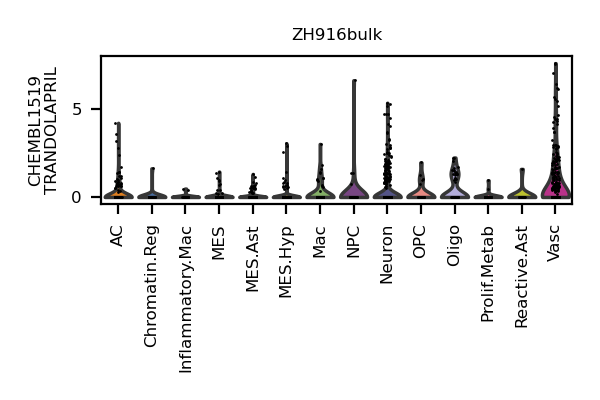 ZH916bulk
CHEMBL1519
TRANDOLAPRIL
5
0
AC
Chromatin.Reg
Inflammatory.Mac
MES
MES.Ast
MES.Hyp
Mac
NPC
Neuron
OPC
Oligo
Prolif.Metab
Reactive.Ast
Vasc